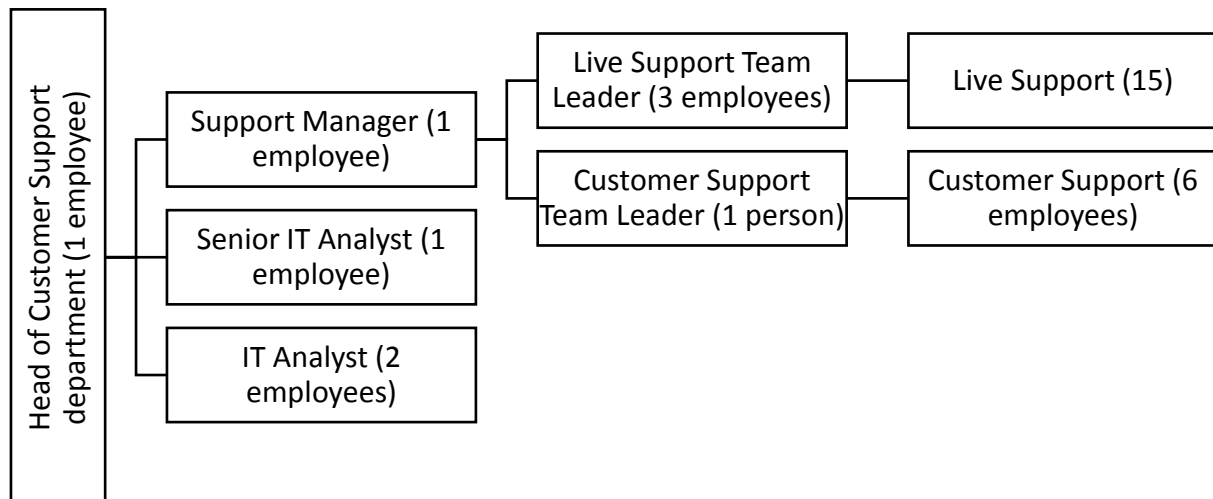 Head of Customer Support
department (1 employee)
Support Manager (1
employee)
Senior IT Analyst (1
employee)
IT Analyst (2
employees)
Live Support Team
Leader (3 employees)
Customer Support
Team Leader (1 person)
Live Support (15)
Customer Support (6
employees)